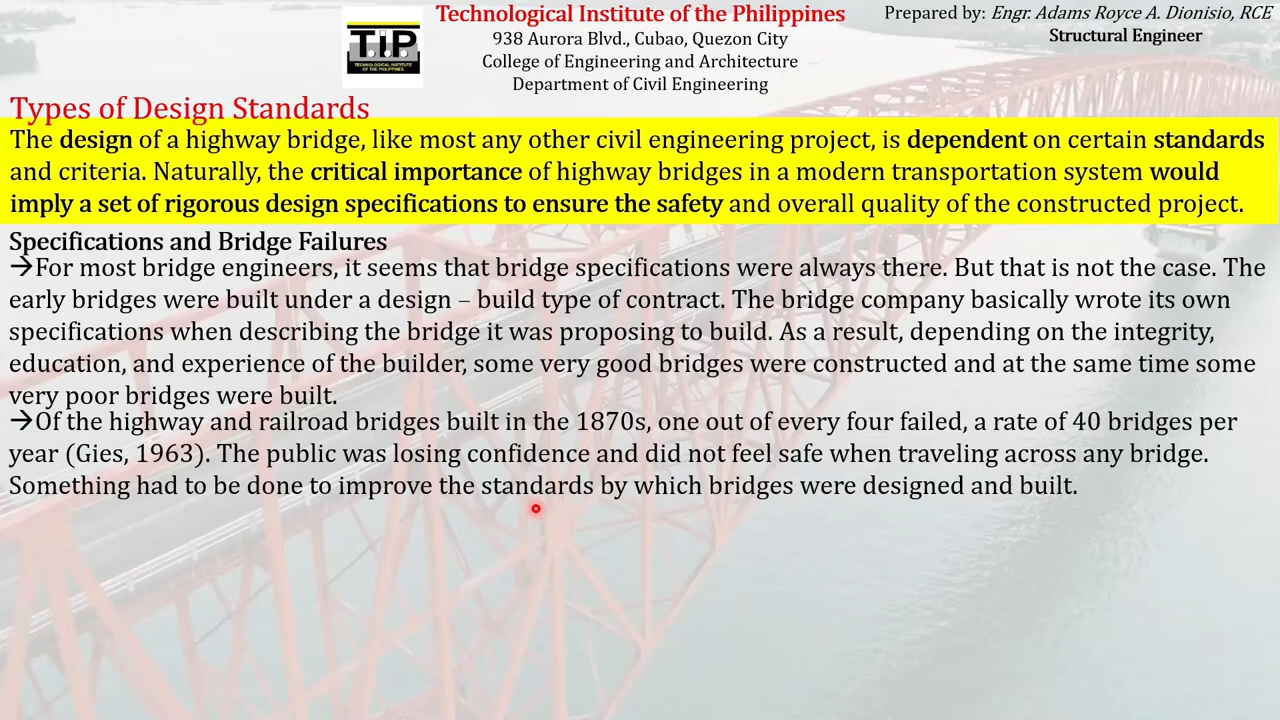 Technological Institute of the Philippines
938 Aurora Blvd., Cubao, Quezon City
College of Engineering and Architecture
Department of Civil Engineering
Prepared by: Engr. Adams Royce A. Dionisio, RCE
Structural Engineer
TiP
TECHNOLOGICAL INSTITUTE
OF THE PHILIPPINES
Types of Design Standards
The design of a highway bridge, like most any other civil engineering project, is dependent on certain standards
and criteria. Naturally, the critical importance of highway bridges in a modern transportation system would
imply a set of rigorous design specifications to ensure the safety and overall quality of the constructed project.
Specifications and Bridge Failures
→For most bridge engineers, it seems that bridge specifications were always there. But that is not the case. The
early bridges were built under a design – build type of contract. The bridge company basically wrote its own
specifications when describing the bridge it was proposing to build. As a result, depending on the integrity,
education, and experience of the builder, some very good bridges were constructed and at the same time some
very poor bridges were built.
→Of the highway and railroad bridges built in the 1870s, one out of every four failed, a rate of 40 bridges per
year (Gies, 1963). The public was losing confidence and did not feel safe when traveling across any bridge.
Something had to be done to improve the standards by which bridges were designed and built.